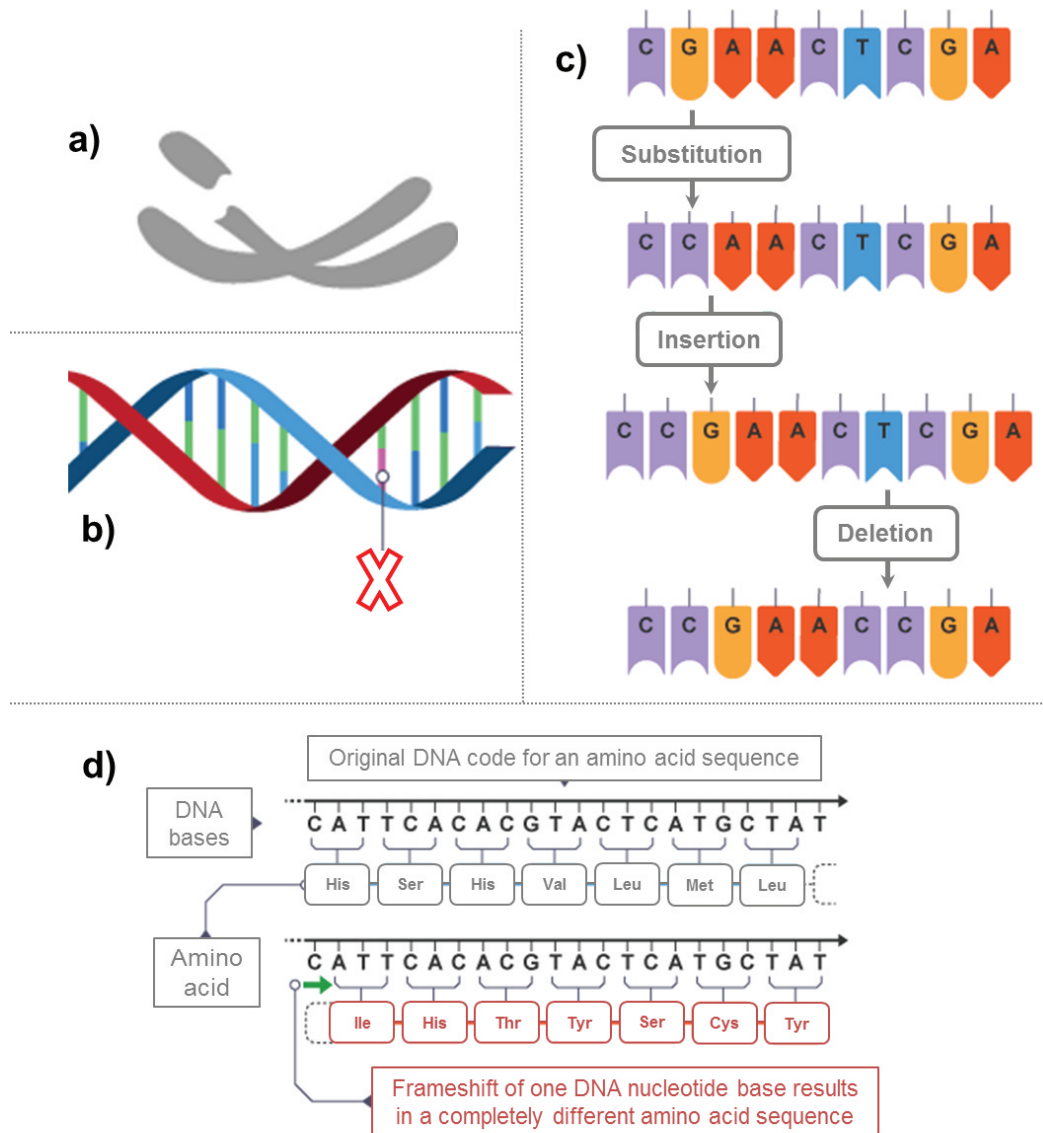 a)
b)
X
c)
C G A A C T C G A
Substitution
C C A A C T C G A
Insertion
C C G A A C T C G A
Deletion
C C G A A C C G A
d)
Original DNA code for an amino acid sequence
DNA
bases
C A T T C A C A C G T A C T C A T G C T A T
His Ser His Val Leu Met Leu
Amino
acid
C A T T C A C A C G T A C T C A T G C T A T
Ile His Thr Tyr Ser Cys Tyr
Frameshift of one DNA nucleotide base results
in a completely different amino acid sequence